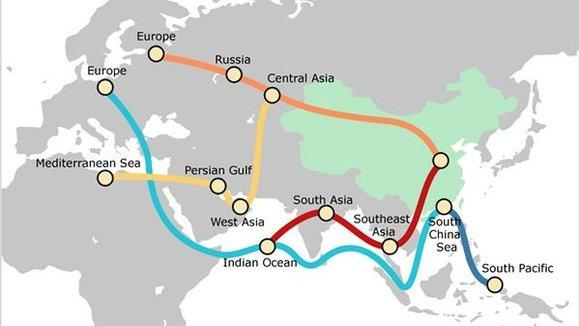 Europe
Russia
Europe
Central Asia
Mediterranean Sea
Persian Gulf
West Asia
South Asia
Southeast
Asia
South
China
Sea
Indian Ocean
South Pacific